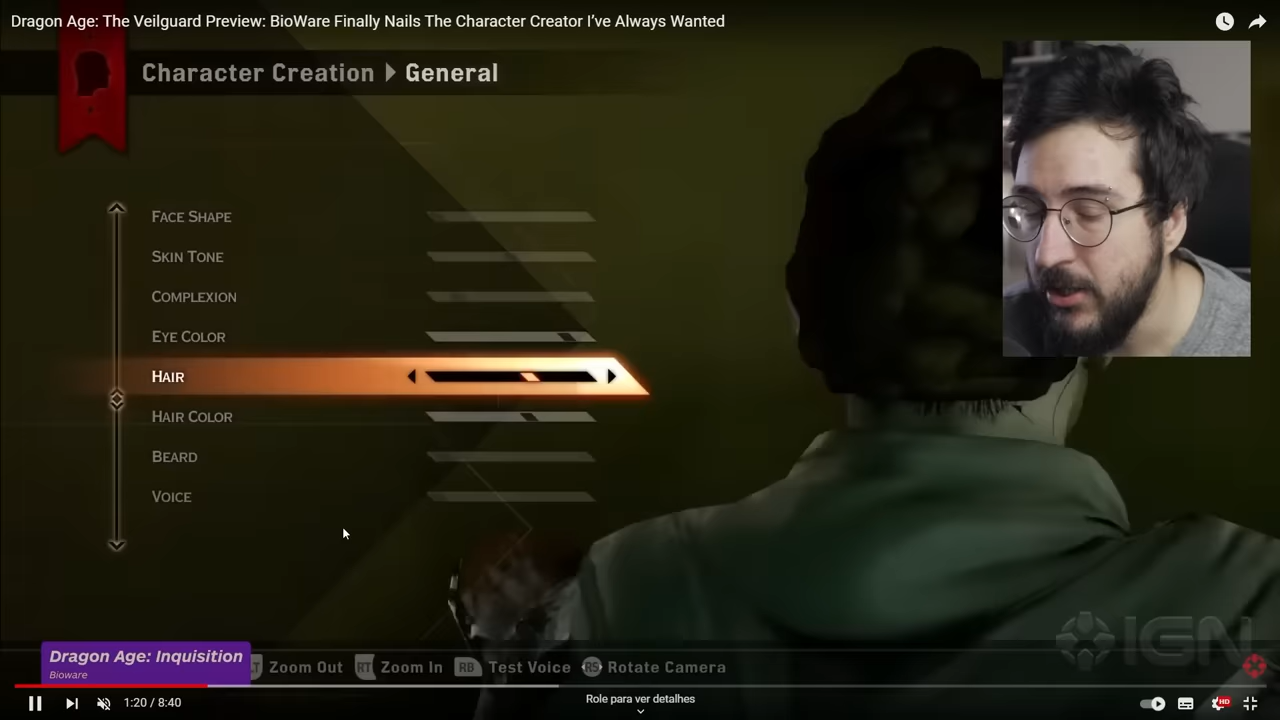 Dragon Age: The Veilguard Preview: BioWare Finally Nails The Character Creator I’ve Always Wanted
Character Creation General
FACE SHAPE
SKIN TONE
COMPLEXION
EYE COLOR
HAIR
HAIR COLOR
BEARD
VOICE
IGN
Dragon Age: Inquisition
Bioware
LT Zoom Out RT Zoom In RB Test Voice RS Rotate Camera
1:20 / 8:40
Role para ver detalhes
HD